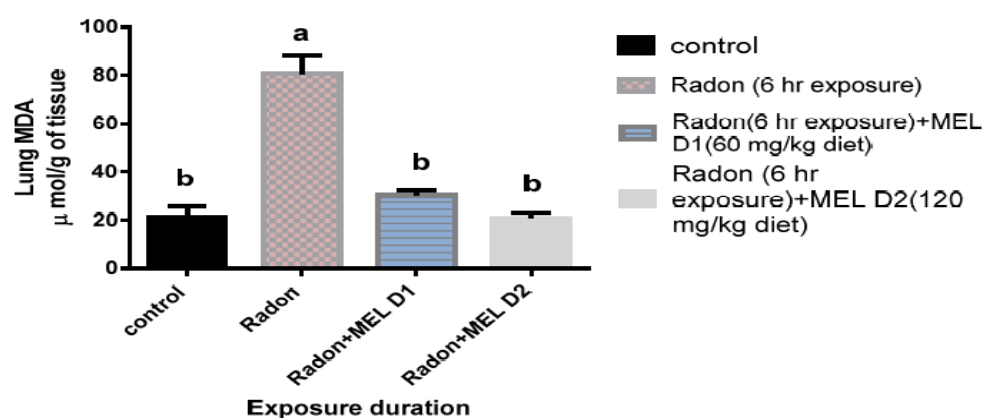 100
80
60
40
20
0
Lung MDA
μ mol/g of tissue
b
a
b
b
control
Radon
Radon+MEL D1
Radon+MEL D2
Exposure duration
control
Radon (6 hr exposure)
Radon(6 hr exposure)+MEL
D1(60 mg/kg diet)
Radon (6 hr
exposure)+MEL D2(120
mg/kg diet)